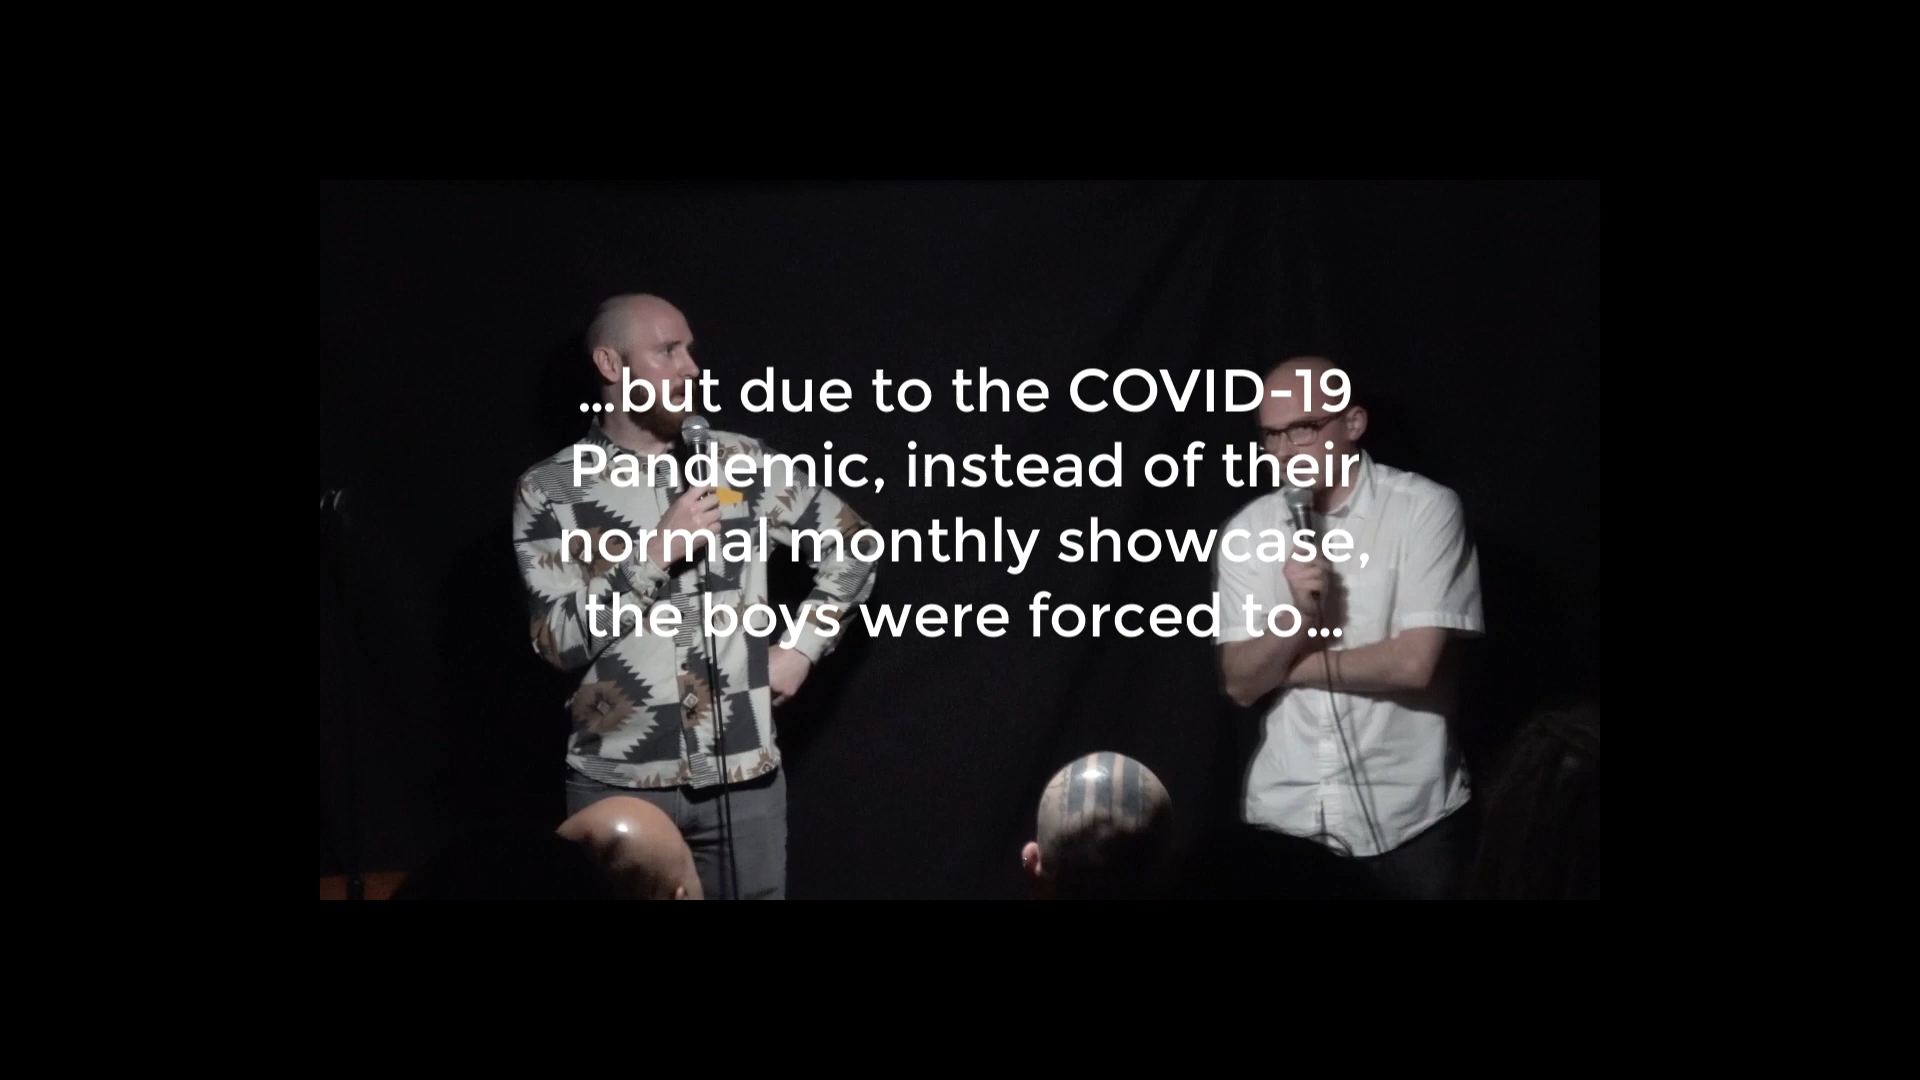 ...but due to the COVID-19
Pandemic, instead of their
normal monthly showcase,
the boys were forced to...